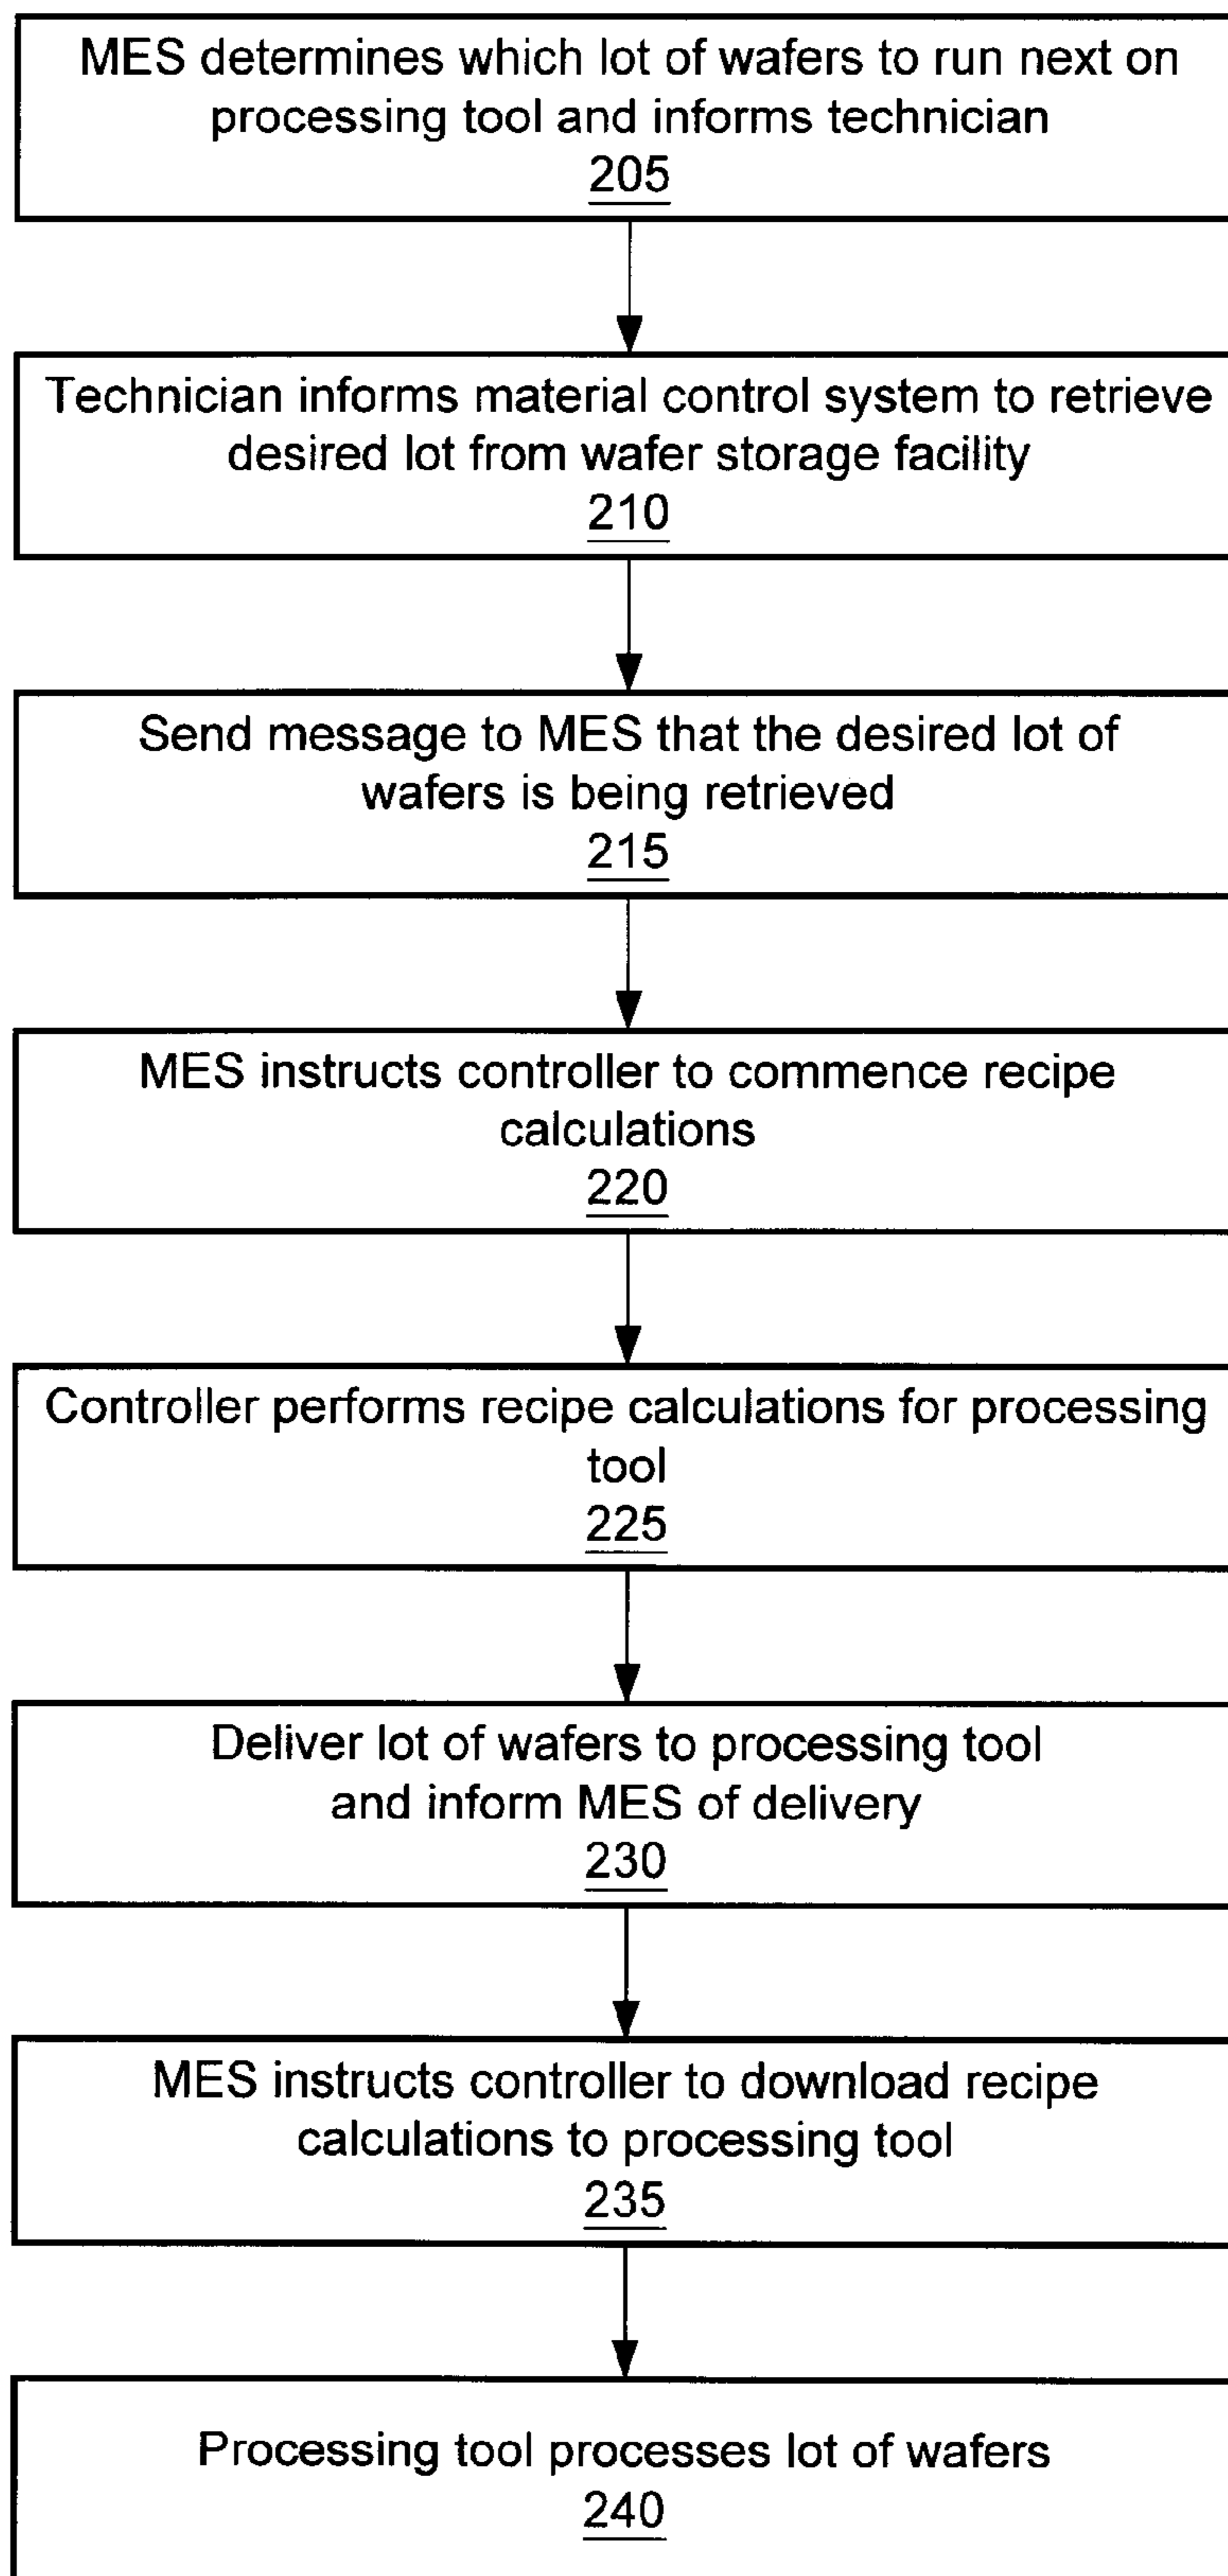 MES determines which lot of wafers to run next on
processing tool and informs technician
205
Technician informs material control system to retrieve
desired lot from wafer storage facility
210
Send message to MES that the desired lot of
wafers is being retrieved
215
MES instructs controller to commence recipe
calculations
220
Controller performs recipe calculations for processing
tool
225
Deliver lot of wafers to processing tool
and inform MES of delivery
230
MES instructs controller to download recipe
calculations to processing tool
235
Processing tool processes lot of wafers
240